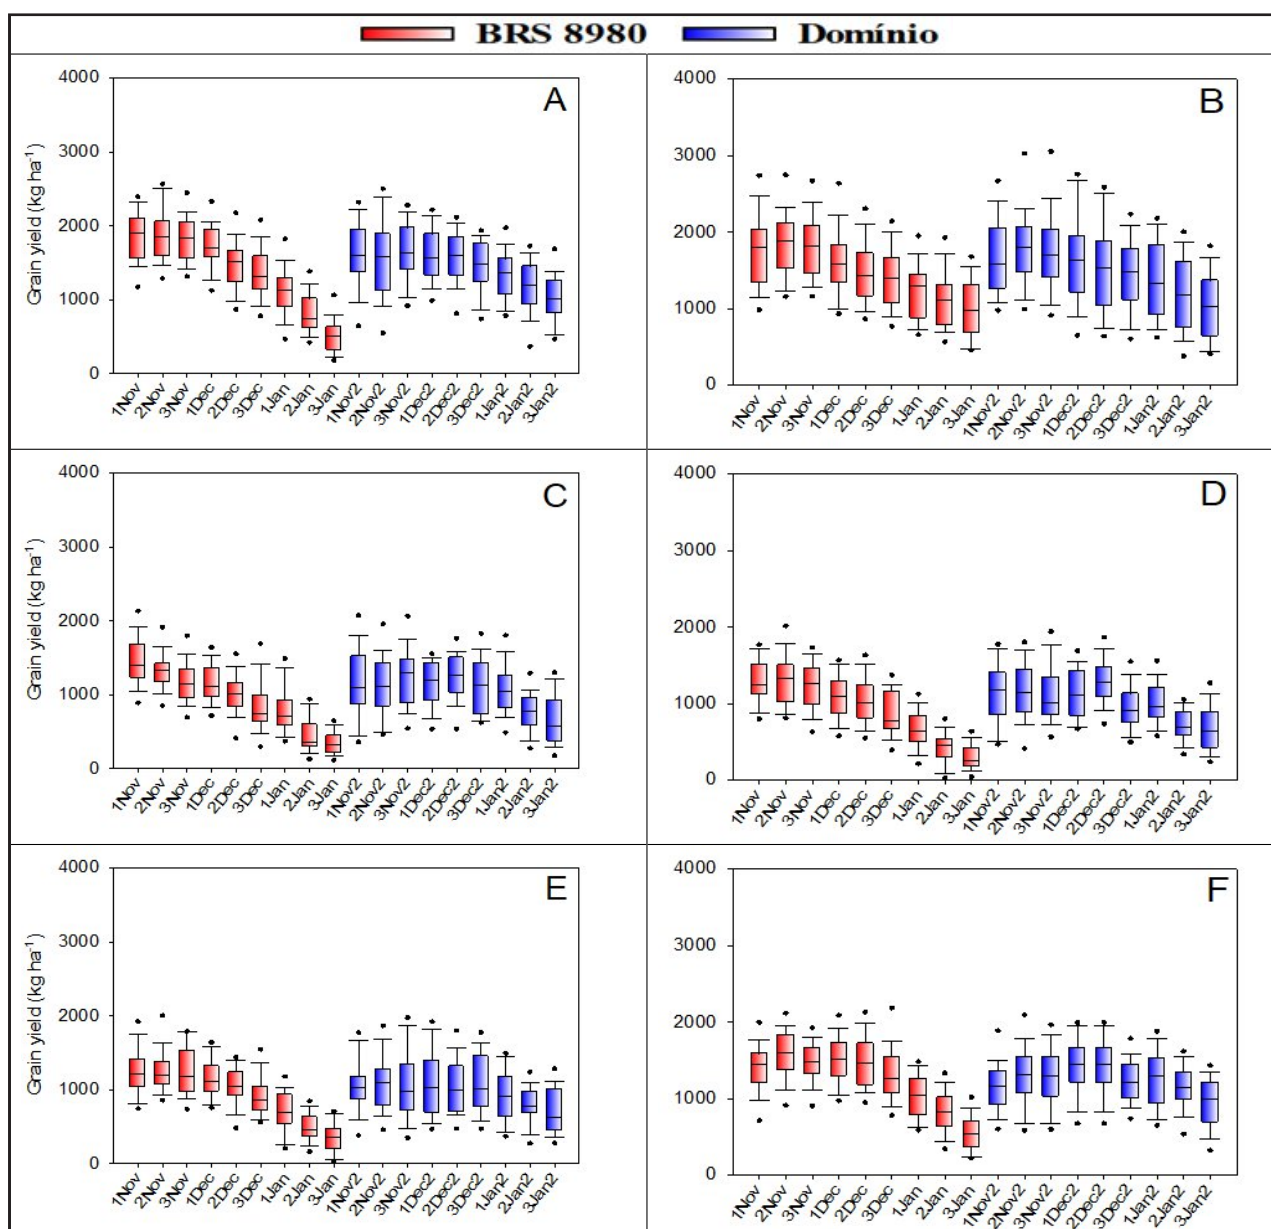 BRS 8980 Domínio
A
Grain yield (kg ha-1)
4000
3000
2000
1000
0
1Nov 2Nov 3Nov 1Dec 2Dec 3Dec 1Jan 2Jan 3Jan 1Nov2 2Nov2 3Nov2 1Dec2 2Dec2 3Dec2 1Jan2 2Jan2 3Jan2
B
4000
3000
2000
1000
0
1Nov 2Nov 3Nov 1Dec 2Dec 3Dec 1Jan 2Jan 3Jan 1Nov2 2Nov2 3Nov2 1Dec2 2Dec2 3Dec2 1Jan2 2Jan2 3Jan2
C
Grain yield (kg ha-1)
4000
3000
2000
1000
0
1Nov 2Nov 3Nov 1Dec 2Dec 3Dec 1Jan 2Jan 3Jan 1Nov2 2Nov2 3Nov2 1Dec2 2Dec2 3Dec2 1Jan2 2Jan2 3Jan2
D
4000
3000
2000
1000
0
1Nov 2Nov 3Nov 1Dec 2Dec 3Dec 1Jan 2Jan 3Jan 1Nov2 2Nov2 3Nov2 1Dec2 2Dec2 3Dec2 1Jan2 2Jan2 3Jan2
E
Grain yield (kg ha-1)
4000
3000
2000
1000
0
1Nov 2Nov 3Nov 1Dec 2Dec 3Dec 1Jan 2Jan 3Jan 1Nov2 2Nov2 3Nov2 1Dec2 2Dec2 3Dec2 1Jan2 2Jan2 3Jan2
F
4000
3000
2000
1000
0
1Nov 2Nov 3Nov 1Dec 2Dec 3Dec 1Jan 2Jan 3Jan 1Nov2 2Nov2 3Nov2 1Dec2 2Dec2 3Dec2 1Jan2 2Jan2 3Jan2